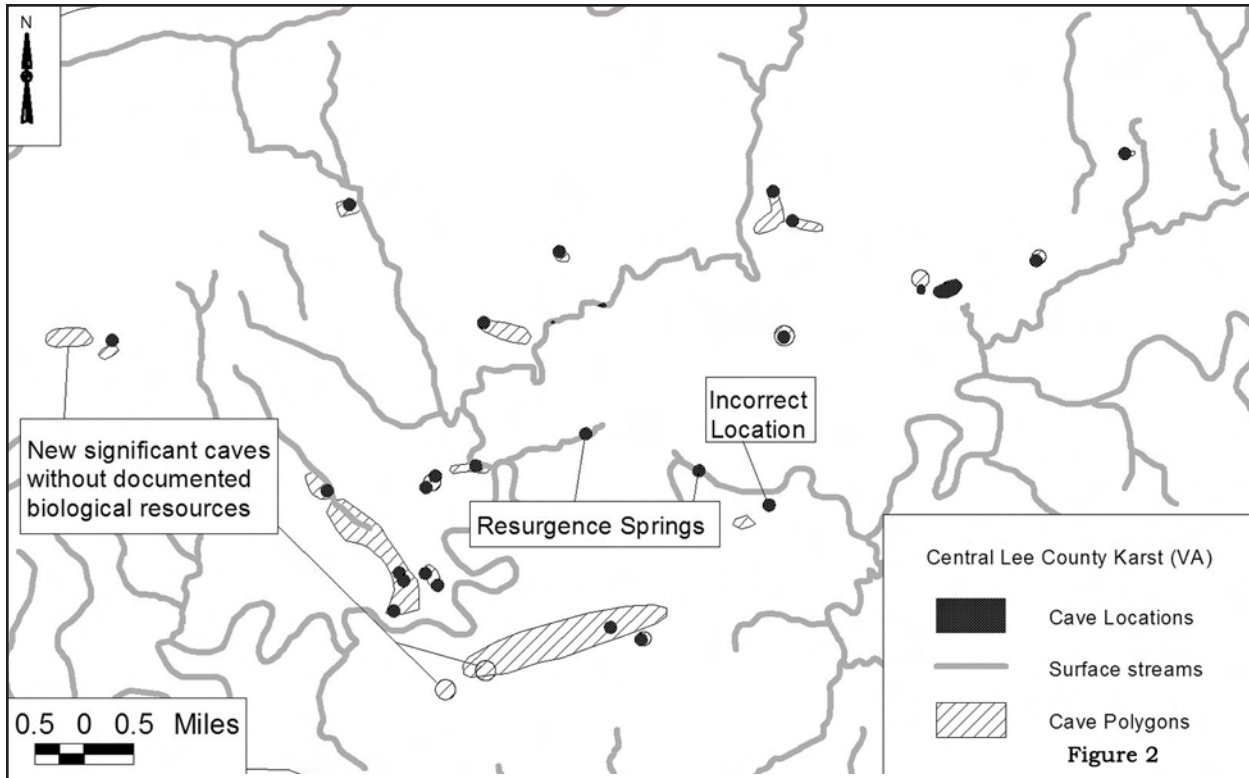 N
New significant caves
without documented
biological resources
Incorrect
Location
Resurgence Springs
0.5 0 0.5 Miles
Central Lee County Karst (VA)
Cave Locations
Surface streams
Cave Polygons
Figure 2